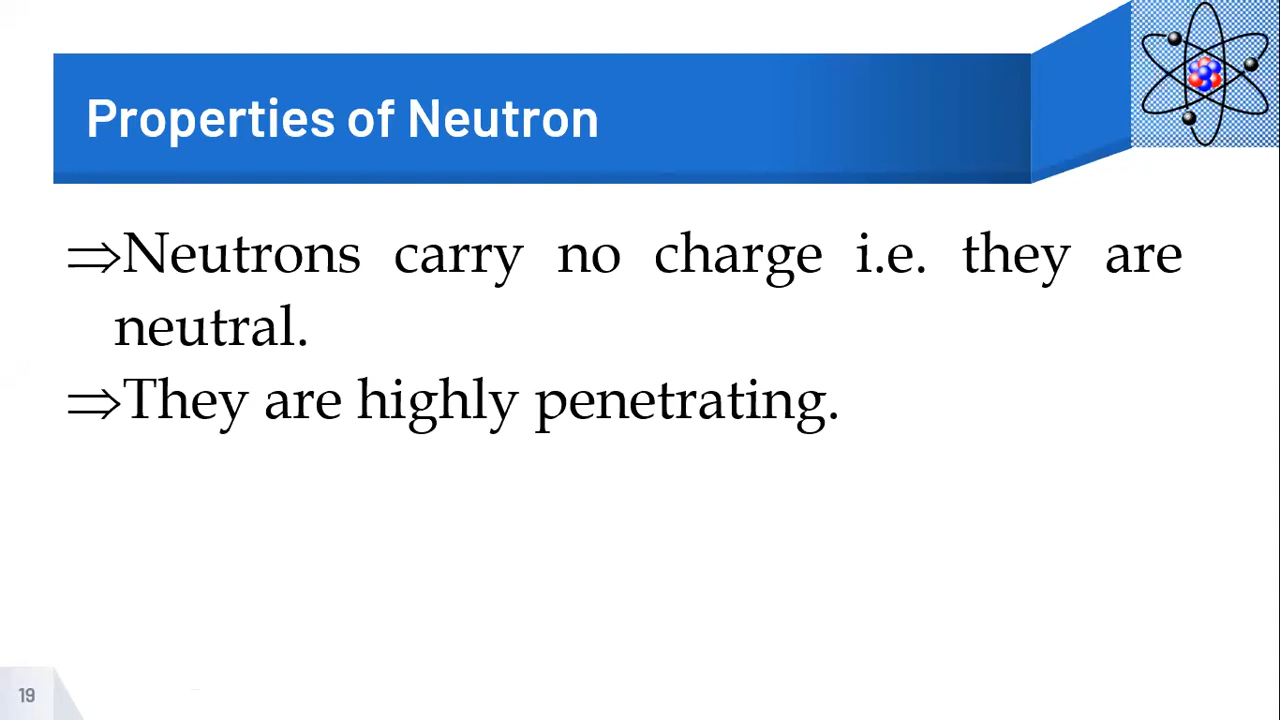 Properties of Neutron
⇒Neutrons carry no charge i.e. they are
neutral.
⇒They are highly penetrating.
19